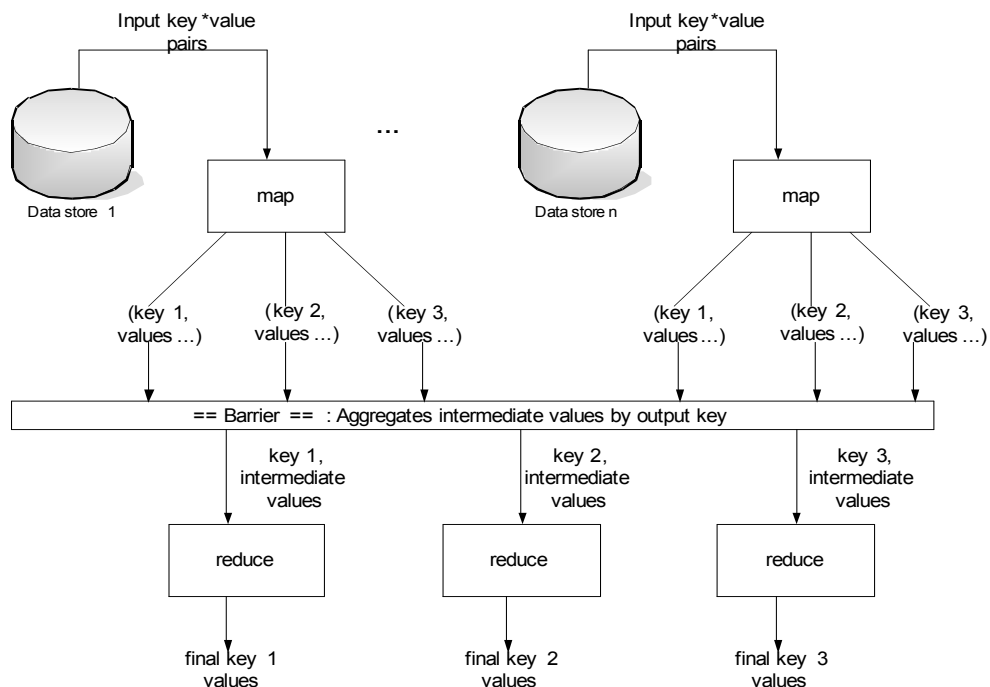 Input key*value
pairs
Input key*value
pairs
...
map
map
Data store 1
Data store n
(key 1,
values ...)
(key 2,
values ...)
(key 3,
values ...)
(key 1,
values ...)
(key 2,
values ...)
(key 3,
values ...)
== Barrier == : Aggregates intermediate values by output key
key 1,
intermediate
values
key 2,
intermediate
values
key 3,
intermediate
values
reduce
reduce
reduce
final key 1
values
final key 2
values
final key 3
values